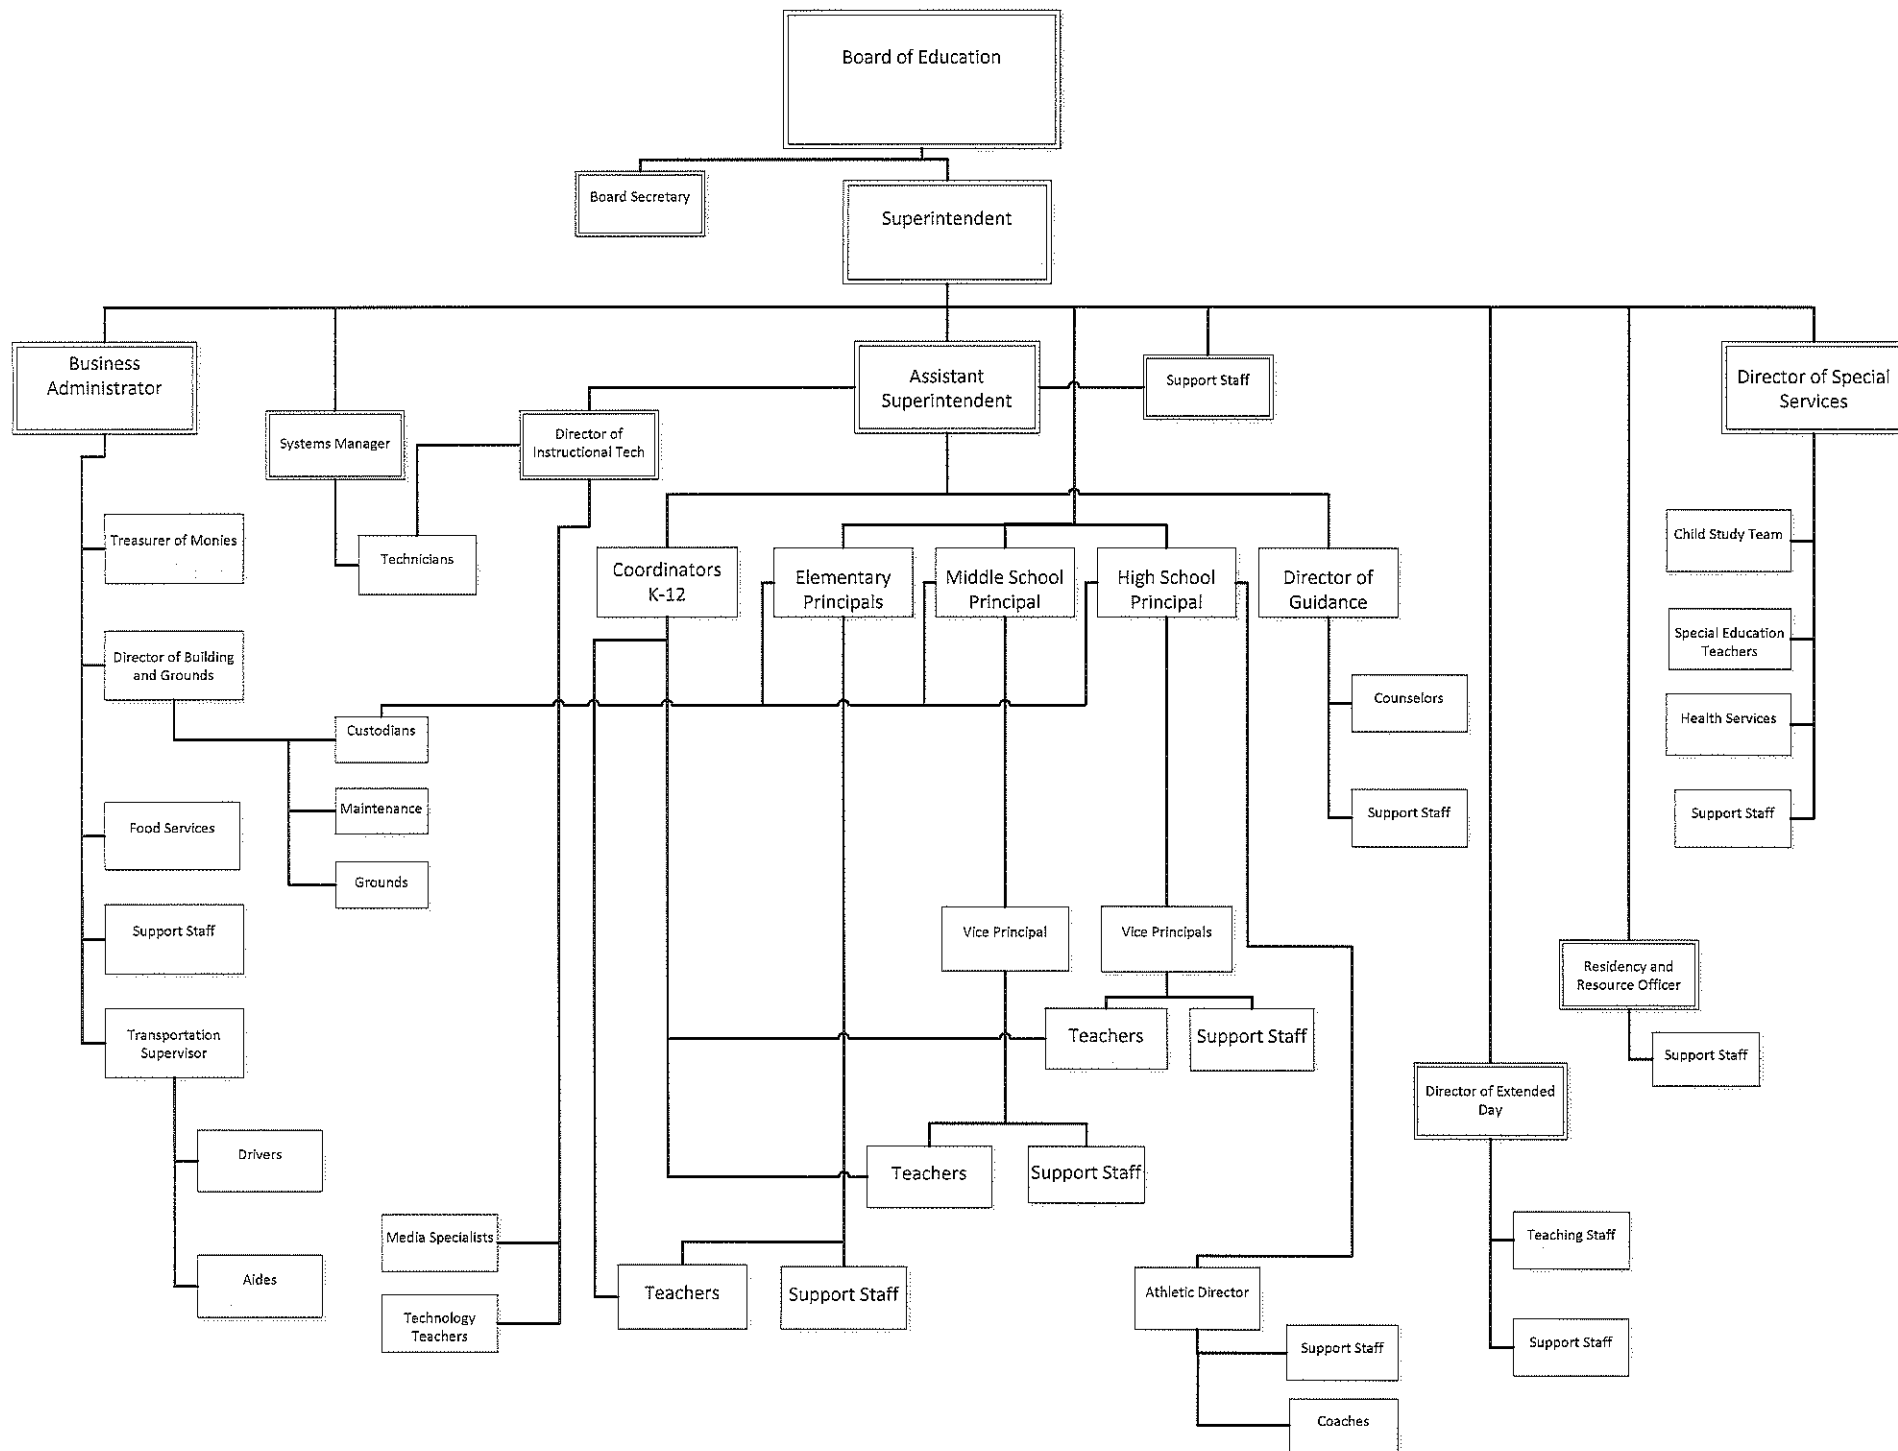 Board of Education
Board Secretary
Superintendent
Business
Administrator
Assistant
Superintendent
Support Staff
Director of Special
Services
Systems Manager
Director of
Instructional Tech
Treasurer of Monies
Technicians
Coordinators
K-12
Elementary
Principals
Middle School
Principal
High School
Principal
Director of
Guidance
Child Study Team
Special Education
Teachers
Director of Building
and Grounds
Custodians
Counselors
Health Services
Maintenance
Food Services
Support Staff
Support Staff
Grounds
Support Staff
Vice Principal
Vice Principals
Residency and
Resource Officer
Transportation
Supervisor
Teachers
Support Staff
Support Staff
Director of Extended
Day
Drivers
Teachers
Support Staff
Media Specialists
Teaching Staff
Aides
Teachers
Support Staff
Athletic Director
Technology
Teachers
Support Staff
Support Staff
Coaches